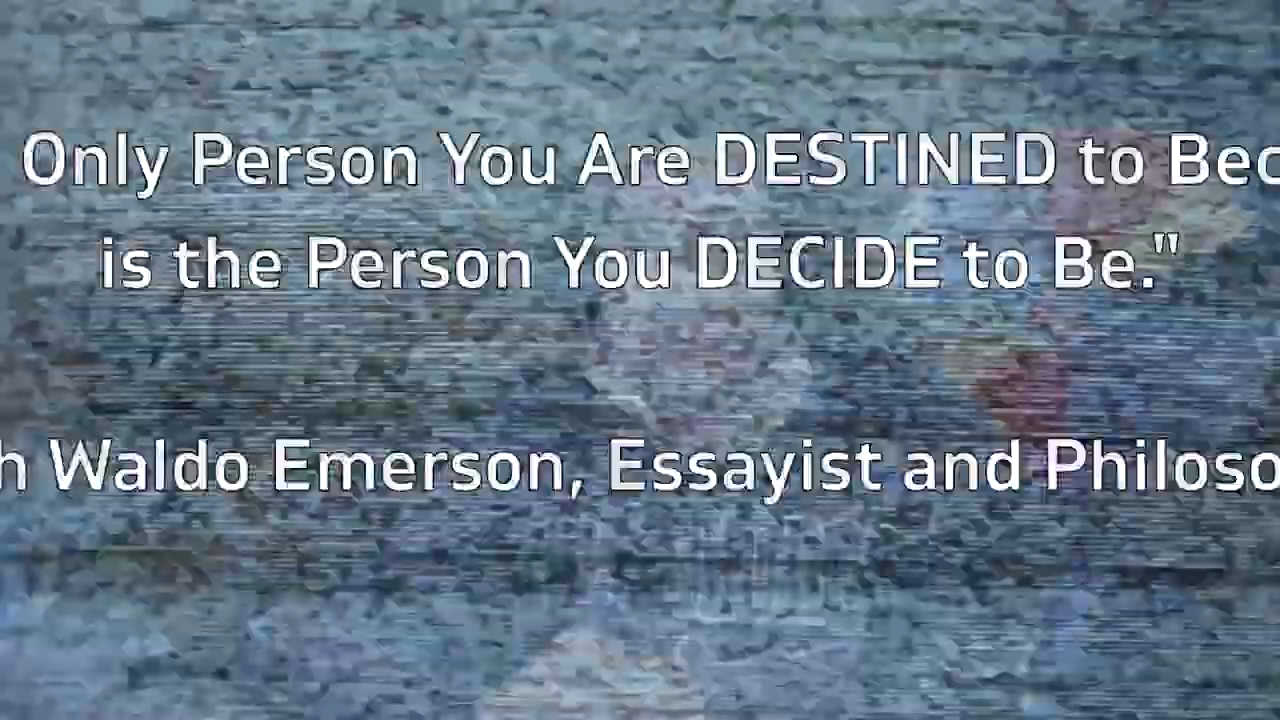 Only Person You Are DESTINED to Bec
is the Person You DECIDE to Be."
h Waldo Emerson, Essayist and Philoso